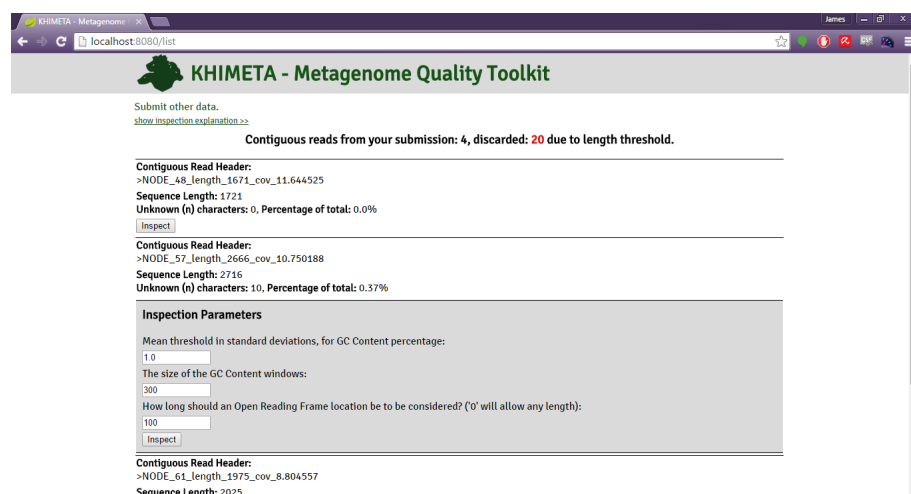 KHIMETA - Metagenome
James
localhost:8080/list
KHIMETA - Metagenome Quality Toolkit
Submit other data.
show inspection explanation >>
Contiguous reads from your submission: 4, discarded: 20 due to length threshold.
Contiguous Read Header:
>NODE_48_length_1671_cov_11.644525
Sequence Length: 1721
Unknown (n) characters: 0, Percentage of total: 0.0%
Inspect
Contiguous Read Header:
>NODE_57_length_2666_cov_10.750188
Sequence Length: 2716
Unknown (n) characters: 10, Percentage of total: 0.37%
Inspection Parameters
Mean threshold in standard deviations, for GC Content percentage:
1.0
The size of the GC Content windows:
300
How long should an Open Reading Frame location be to be considered? ('0' will allow any length):
100
Inspect
Contiguous Read Header:
>NODE_61_length_1975_cov_8.804557
Sequence Length: 2025